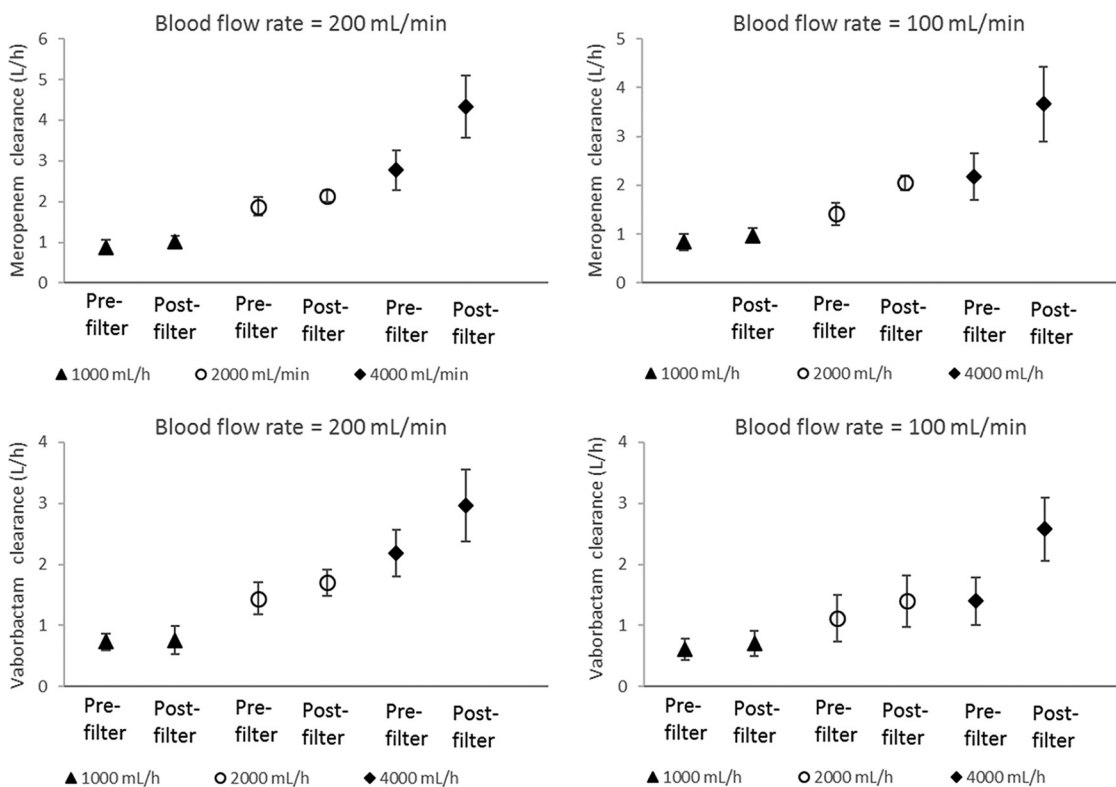 Blood flow rate = 200 mL/min
Meropenem clearance (L/h)
6
5
4
3
2
1
0
Pre-
filter
Post-
filter
Pre-
filter
Post-
filter
Pre-
filter
Post-
filter
1000 mL/h 2000 mL/min 4000 mL/min
Blood flow rate = 100 mL/min
Meropenem clearance (L/h)
5
4
3
2
1
0
Post-
filter
Pre-
filter
Post-
filter
Pre-
filter
Post-
filter
1000 mL/h 2000 mL/h 4000 mL/h
Blood flow rate = 200 mL/min
Vaborbactam clearance (L/h)
4
3
2
1
0
Pre-
filter
Post-
filter
Pre-
filter
Post-
filter
Pre-
filter
Post-
filter
1000 mL/h 2000 mL/h 4000 mL/h
Blood flow rate = 100 mL/min
Vaborbactam clearance (L/h)
4
3
2
1
0
Pre-
filter
Post-
filter
Pre-
filter
Post-
filter
Pre-
filter
Post-
filter
1000 mL/h 2000 mL/h 4000 mL/h